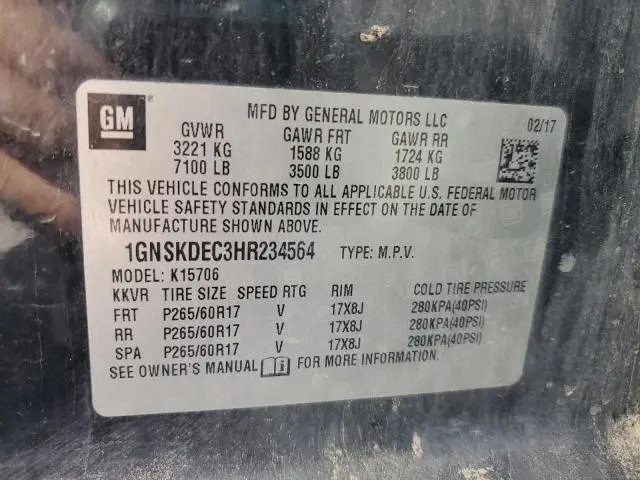 GM ®
MFD BY GENERAL MOTORS LLC
02/17
GVWR GAWR FRT GAWR RR
3221 KG 1588 KG 1724 KG
7100 LB 3500 LB 3800 LB
THIS VEHICLE CONFORMS TO ALL APPLICABLE U.S. FEDERAL MOTOR
VEHICLE SAFETY STANDARDS IN EFFECT ON THE DATE OF
MANUFACTURE SHOWN ABOVE.
1GNSKDEC3HR234564 TYPE: M.P.V.
MODEL: K15706
KKVR TIRE SIZE SPEED RTG RIM COLD TIRE PRESSURE
FRT P265/60R17 V 17X8J 280KPA(40PSI)
RR P265/60R17 V 17X8J 280KPA(40PSI)
SPA P265/60R17 V 17X8J 280KPA(40PSI)
SEE OWNER'S MANUAL i FOR MORE INFORMATION.